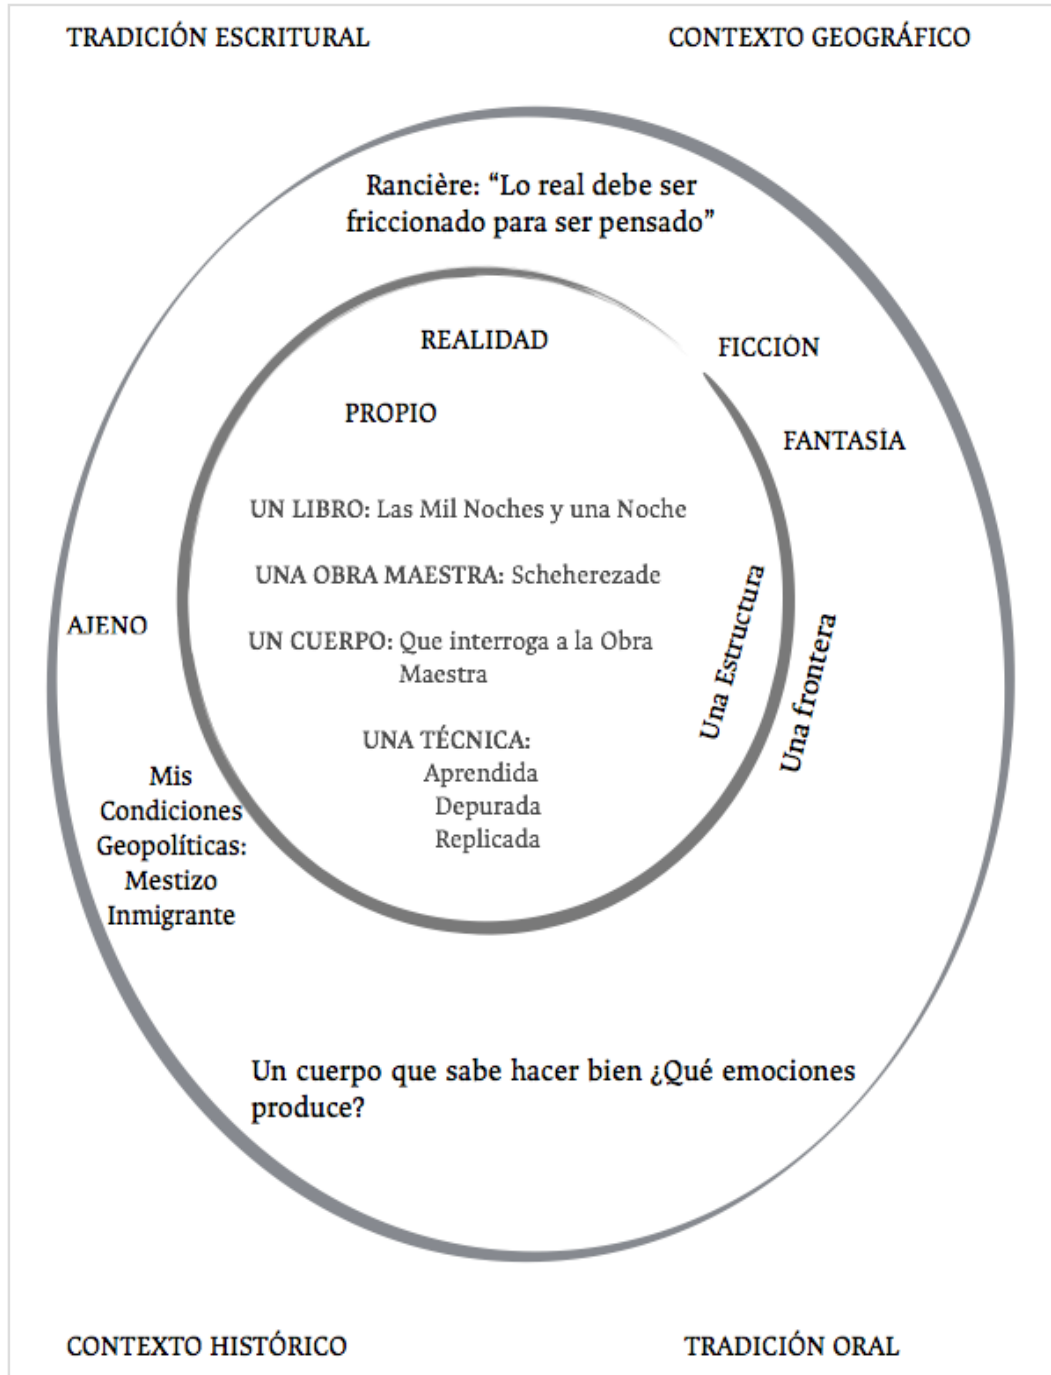 TRADICIÓN ESCRITURAL
CONTEXTO GEOGRÁFICO
Rancière: “Lo real debe ser
friccionado para ser pensado”
REALIDAD
FICCIÓN
PROPIO
FANTASÍA
UN LIBRO: Las Mil Noches y una Noche
UNA OBRA MAESTRA: Scheherezade
AJENO
UN CUERPO: Que interroga a la Obra
Maestra
Una Estructura
Una frontera
UNA TÉCNICA:
Aprendida
Depurada
Replicada
Mis
Condiciones
Geopolíticas:
Mestizo
Inmigrante
Un cuerpo que sabe hacer bien ¿Qué emociones
produce?
CONTEXTO HISTÓRICO
TRADICIÓN ORAL